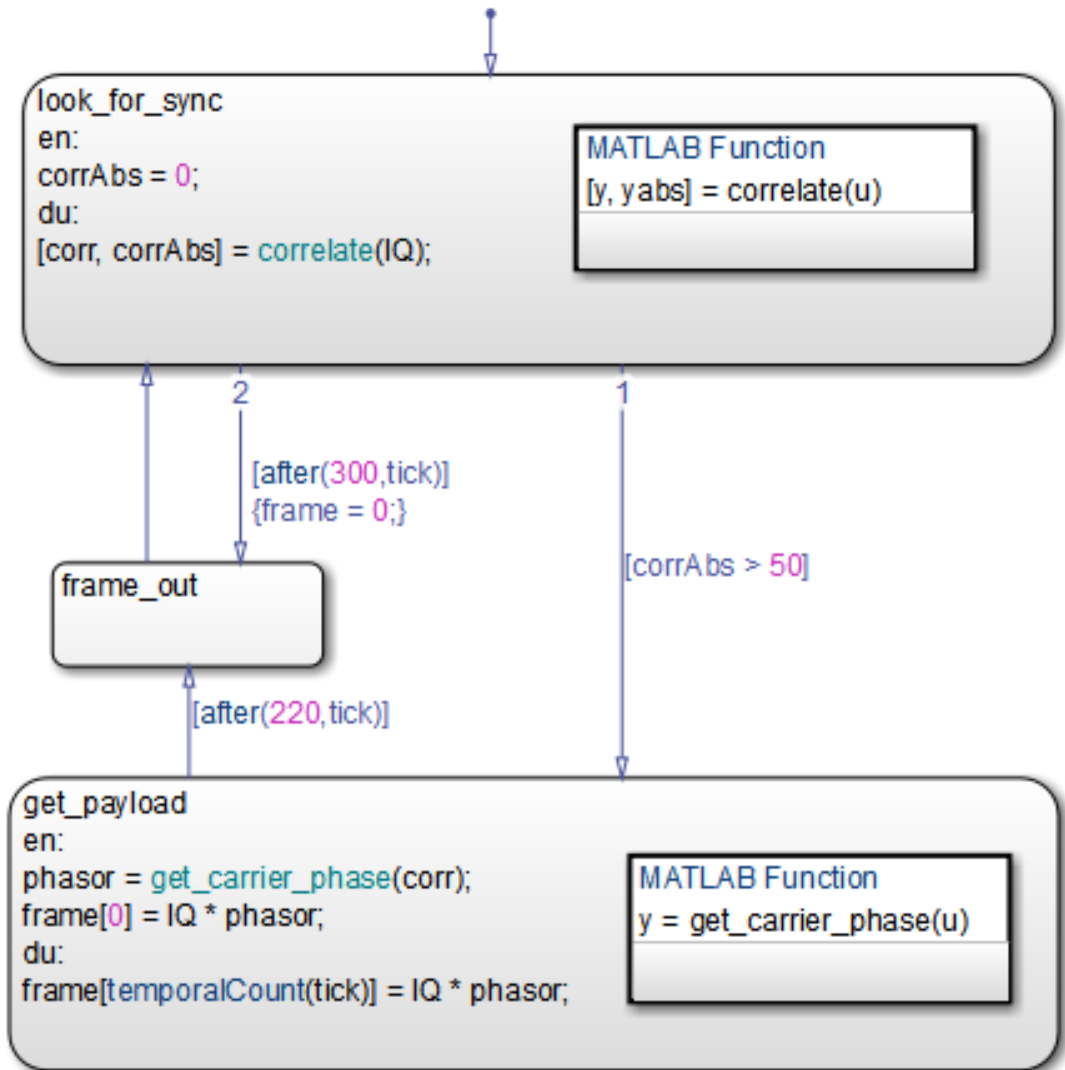 look_for_sync
en:
corrAbs = 0;
du:
[corr, corrAbs] = correlate(IQ);
MATLAB Function
[y, yabs] = correlate(u)
2
1
[after(300,tick)]
{frame = 0;}
[corrAbs > 50]
frame_out
[after(220,tick)]
get_payload
en:
phasor = get_carrier_phase(corr);
frame[0] = IQ * phasor;
du:
frame[temporalCount(tick)] = IQ * phasor;
MATLAB Function
y = get_carrier_phase(u)